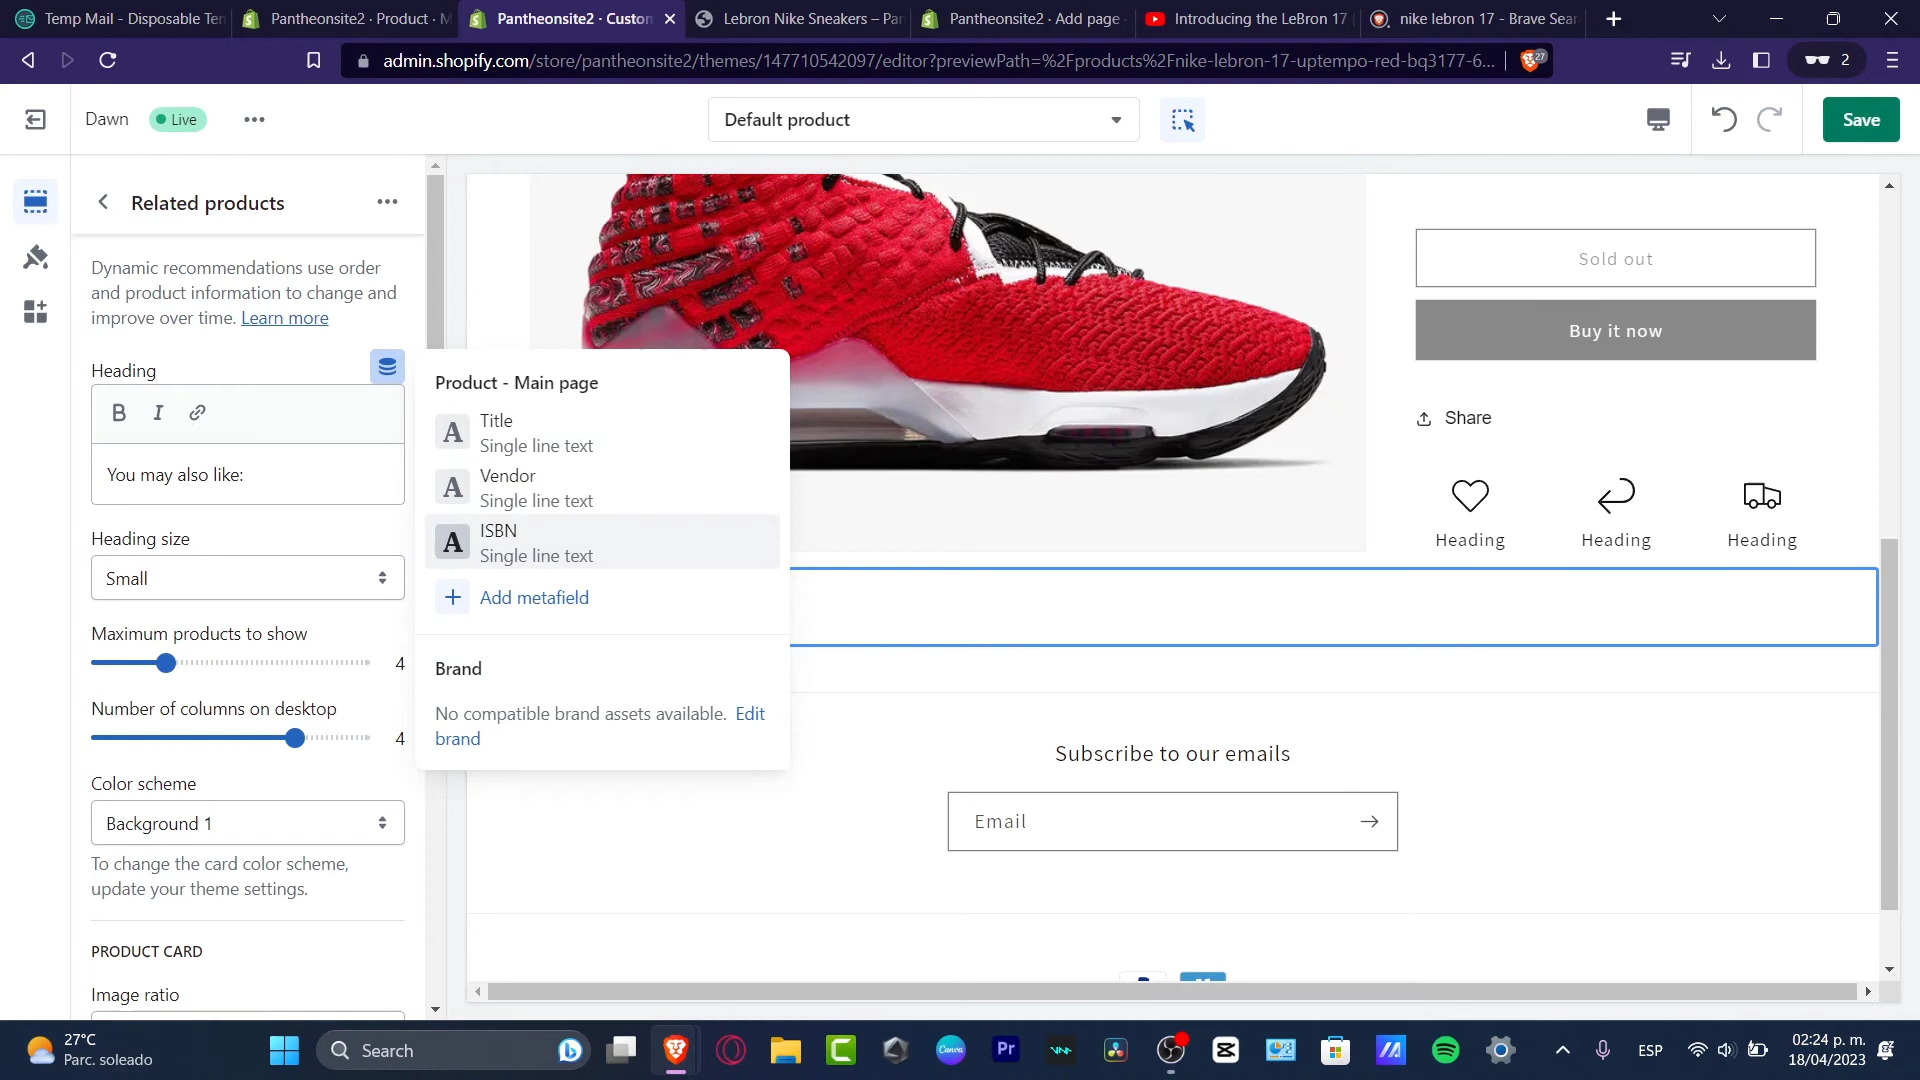 Temp Mail - Disposable Ten
Pantheonsite2 · Product · M
Pantheonsite2 · Custo
Lebron Nike Sneakers – Pan
Pantheonsite2 · Add page ·
Introducing the LeBron 17
nike lebron 17 - Brave Sear
admin.shopify.com/store/pantheonsite2/themes/147710542097/editor?previewPath=%2Fproducts%2Fnike-lebron-17-uptempo-red-bq3177-6...
27
2
Dawn
Live
Default product
Save
Related products
Dynamic recommendations use order
and product information to change and
improve over time. Learn more
Heading
B I
You may also like:
Heading size
Small
Maximum products to show
4
Number of columns on desktop
4
Color scheme
Background 1
To change the card color scheme,
update your theme settings.
PRODUCT CARD
Image ratio
Product - Main page
A
Title
Single line text
A
Vendor
Single line text
A
ISBN
Single line text
Add metafield
Brand
No compatible brand assets available. Edit
brand
Sold out
Buy it now
Share
Heading
Heading
Heading
Subscribe to our emails
Email
27°C
Parc. soleado
Search
Canva
Pr
ESP
02:24 p. m.
18/04/2023